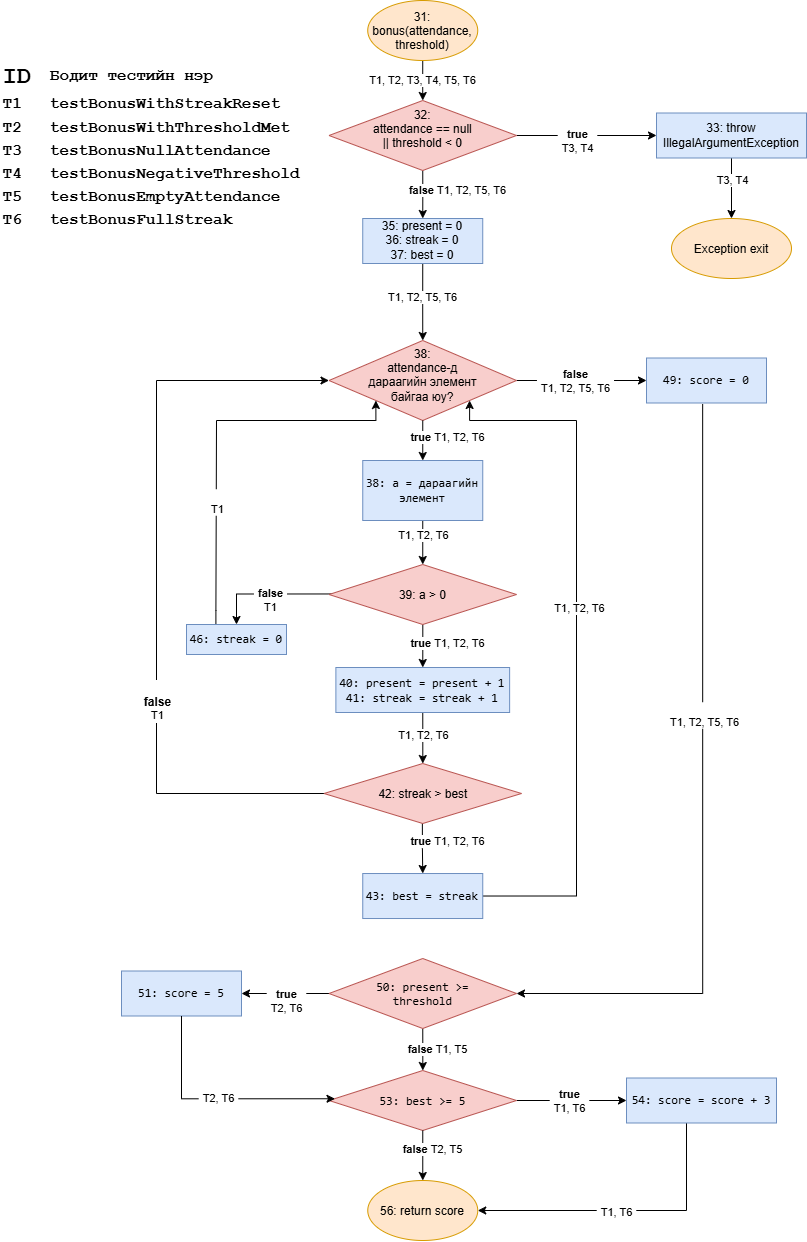 31:
bonus(attendance,
threshold)
ID Бодит тестийн нэр
T1 testBonusWithStreakReset
T2 testBonusWithThresholdMet
T3 testBonusNullAttendance
T4 testBonusNegativeThreshold
T5 testBonusEmptyAttendance
T6 testBonusFullStreak
T1, T2, T3, T4, T5, T6
32:
attendance == null
|| threshold < 0
true
T3, T4
33: throw
IllegalArgumentException
T3, T4
Exception exit
false T1, T2, T5, T6
35: present = 0
36: streak = 0
37: best = 0
T1, T2, T5, T6
38:
attendance-д
дараагийн элемент
байгаа юу?
false
T1, T2, T5, T6
49: score = 0
true T1, T2, T6
38: a = дараагийн
элемент
T1
T1, T2, T6
39: a > 0
false
T1
T1, T2, T6
46: streak = 0
true T1, T2, T6
40: present = present + 1
41: streak = streak + 1
false
T1
T1, T2, T5, T6
T1, T2, T6
42: streak > best
true T1, T2, T6
43: best = streak
50: present >=
threshold
true
T2, T6
51: score = 5
false T1, T5
T2, T6
53: best >= 5
true
T1, T6
54: score = score + 3
false T2, T5
56: return score
T1, T6